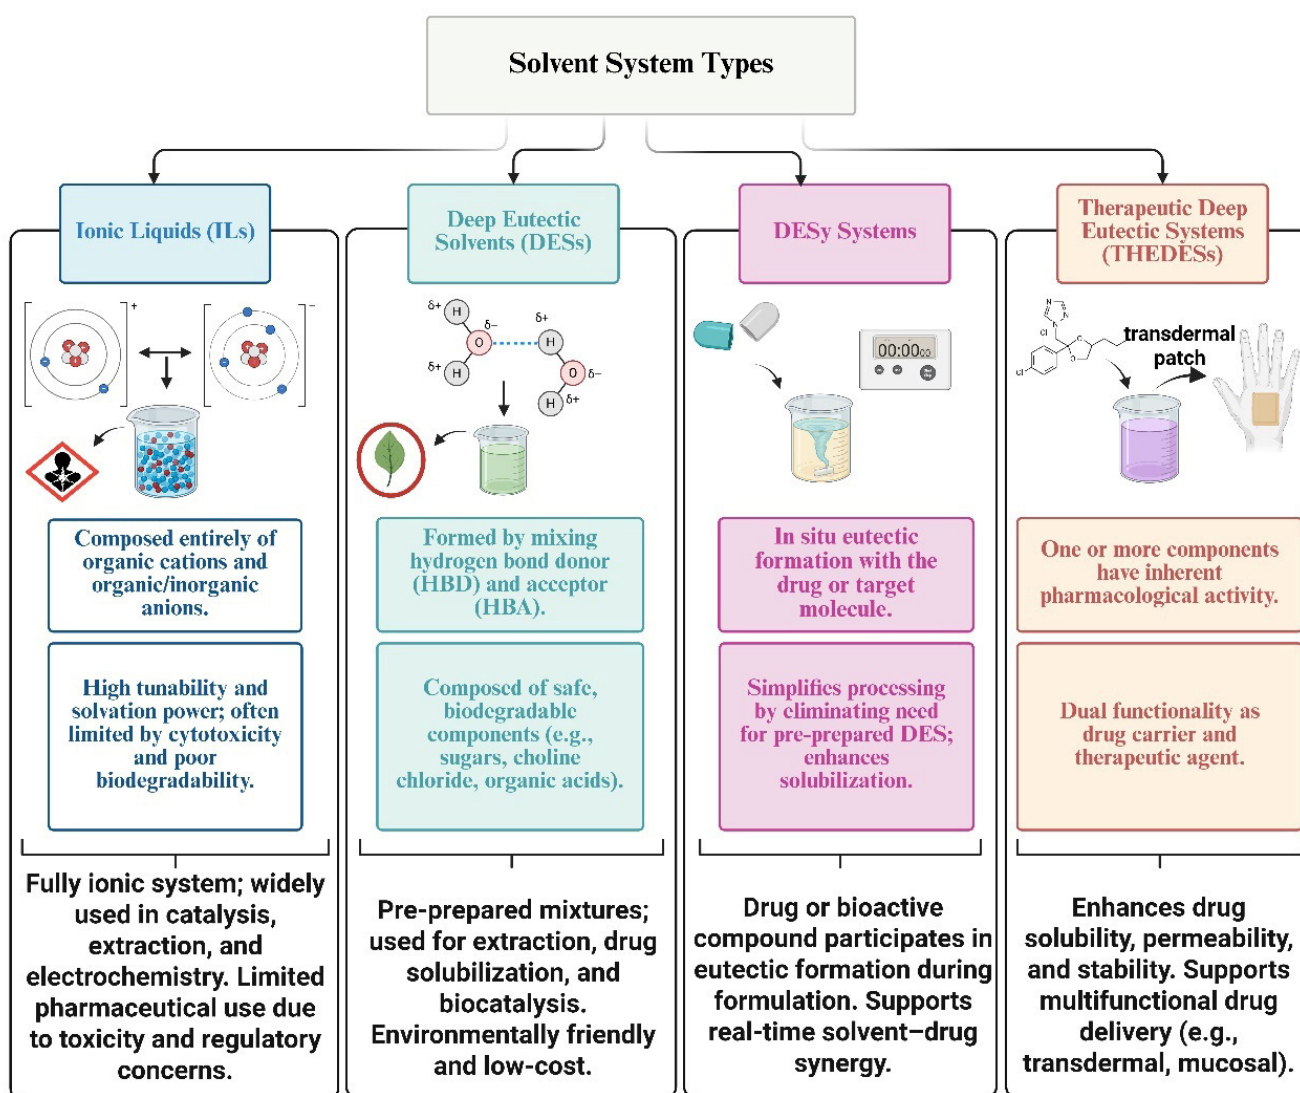 Solvent System Types
Ionic Liquids (ILs)
+
−
Composed entirely of
organic cations and
organic/inorganic
anions.
High tunability and
solvation power; often
limited by cytotoxicity
and poor
biodegradability.
Fully ionic system; widely
used in catalysis,
extraction, and
electrochemistry. Limited
pharmaceutical use due
to toxicity and regulatory
concerns.
Deep Eutectic
Solvents (DESs)
δ+
H
δ−
O
δ+
H
δ+
H
O
δ−
H
δ+
Formed by mixing
hydrogen bond donor
(HBD) and acceptor
(HBA).
Composed of safe,
biodegradable
components (e.g.,
sugars, choline
chloride, organic acids).
Pre-prepared mixtures;
used for extraction, drug
solubilization, and
biocatalysis.
Environmentally friendly
and low-cost.
DESy Systems
00:00 00
In situ eutectic
formation with the
drug or target
molecule.
Simplifies processing
by eliminating need
for pre-prepared DES;
enhances
solubilization.
Drug or bioactive
compound participates in
eutectic formation during
formulation. Supports
real-time solvent–drug
synergy.
Therapeutic Deep
Eutectic Systems
(THEDESs)
N
N
N
Cl
O
O
Cl
transdermal
patch
One or more components
have inherent
pharmacological activity.
Dual functionality as
drug carrier and
therapeutic agent.
Enhances drug
solubility, permeability,
and stability. Supports
multifunctional drug
delivery (e.g.,
transdermal, mucosal).